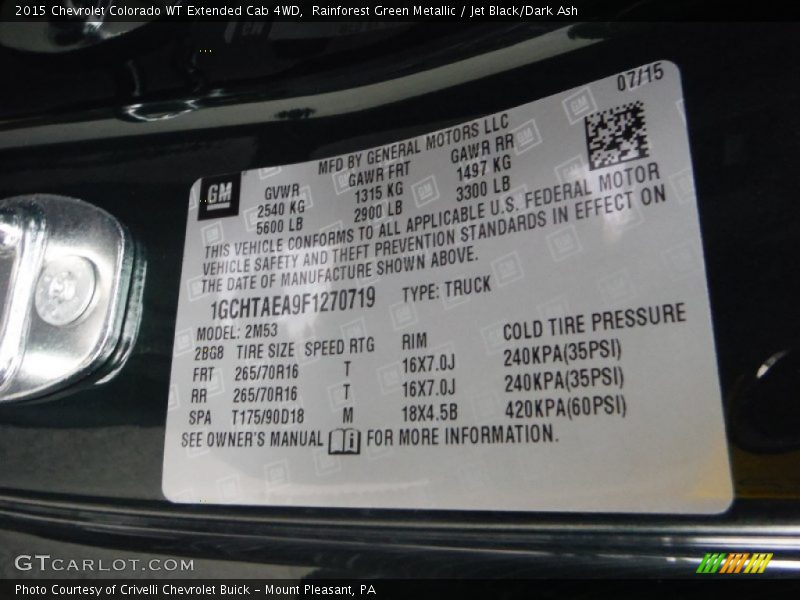 2015 Chevrolet Colorado WT Extended Cab 4WD,  Rainforest Green Metallic / Jet Black/Dark Ash
07/15
MFD BY GENERAL MOTORS LLC
GM
GVWR GAWR FRT GAWR RR
2540 KG 1315 KG 1497 KG
5600 LB 2900 LB 3300 LB
THIS VEHICLE CONFORMS TO ALL APPLICABLE U.S. FEDERAL MOTOR
VEHICLE SAFETY AND THEFT PREVENTION STANDARDS IN EFFECT ON
THE DATE OF MANUFACTURE SHOWN ABOVE.
1GCHTAEA9F1270719 TYPE: TRUCK
MODEL: 2M53
2BG8 TIRE SIZE SPEED RTG RIM COLD TIRE PRESSURE
FRT 265/70R16 T 16X7.0J 240KPA(35PSI)
RR 265/70R16 T 16X7.0J 240KPA(35PSI)
SPA T175/90D18 M 18X4.5B 420KPA(60PSI)
SEE OWNER'S MANUAL FOR MORE INFORMATION.
GTCARLOT.COM
Photo Courtesy of Crivelli Chevrolet Buick - Mount Pleasant, PA